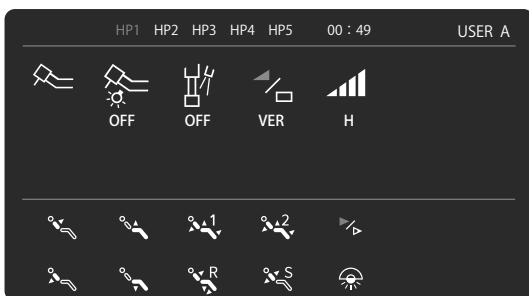 HP1 HP2 HP3 HP4 HP5 00：49 USER A
OFF OFF VER H
1 2
R S